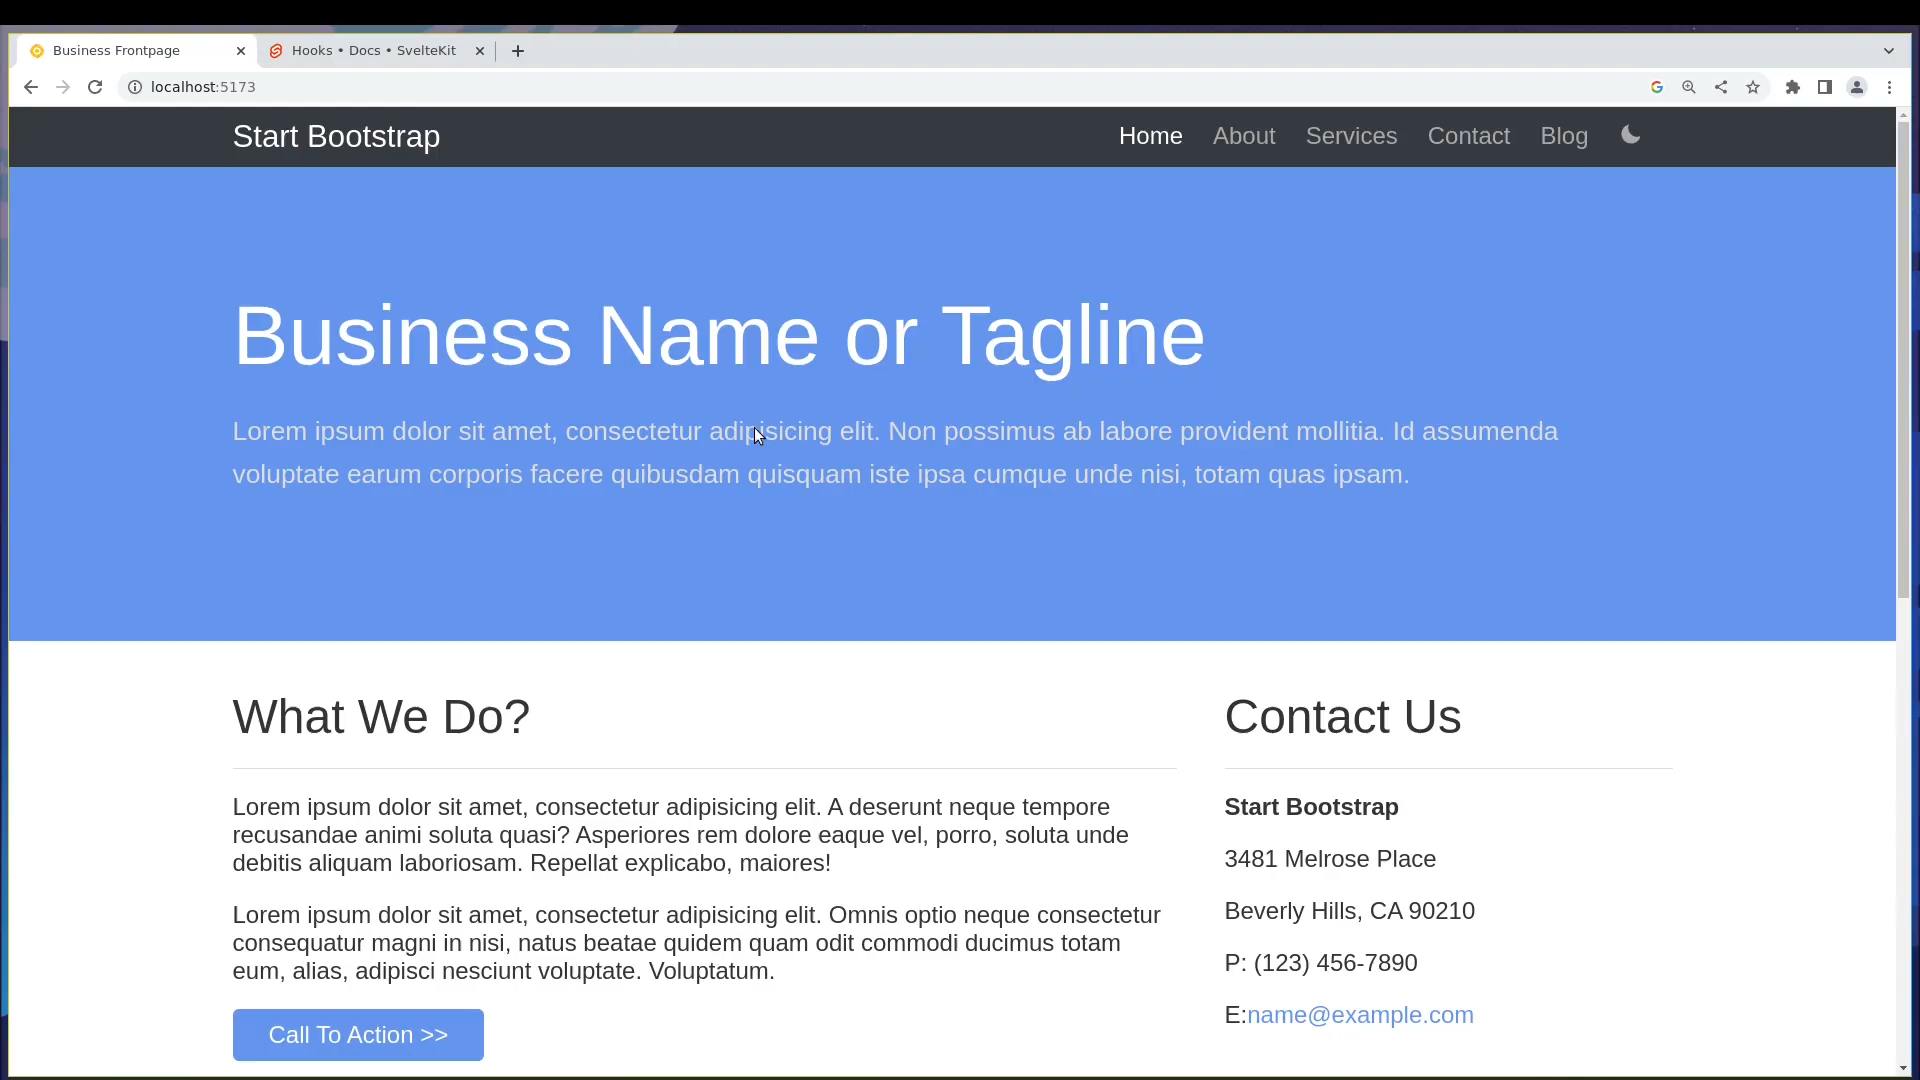 Business Frontpage
Hooks • Docs • SvelteKit
localhost:5173
Start Bootstrap
Home About Services Contact Blog
Business Name or Tagline
Lorem ipsum dolor sit amet, consectetur adipisicing elit. Non possimus ab labore provident mollitia. Id assumenda
voluptate earum corporis facere quibusdam quisquam iste ipsa cumque unde nisi, totam quas ipsam.
What We Do?
Lorem ipsum dolor sit amet, consectetur adipisicing elit. A deserunt neque tempore
recusandae animi soluta quasi? Asperiores rem dolore eaque vel, porro, soluta unde
debitis aliquam laboriosam. Repellat explicabo, maiores!
Lorem ipsum dolor sit amet, consectetur adipisicing elit. Omnis optio neque consectetur
consequatur magni in nisi, natus beatae quidem quam odit commodi ducimus totam
eum, alias, adipisci nesciunt voluptate. Voluptatum.
Call To Action >>
Contact Us
Start Bootstrap
3481 Melrose Place
Beverly Hills, CA 90210
P: (123) 456-7890
E:name@example.com